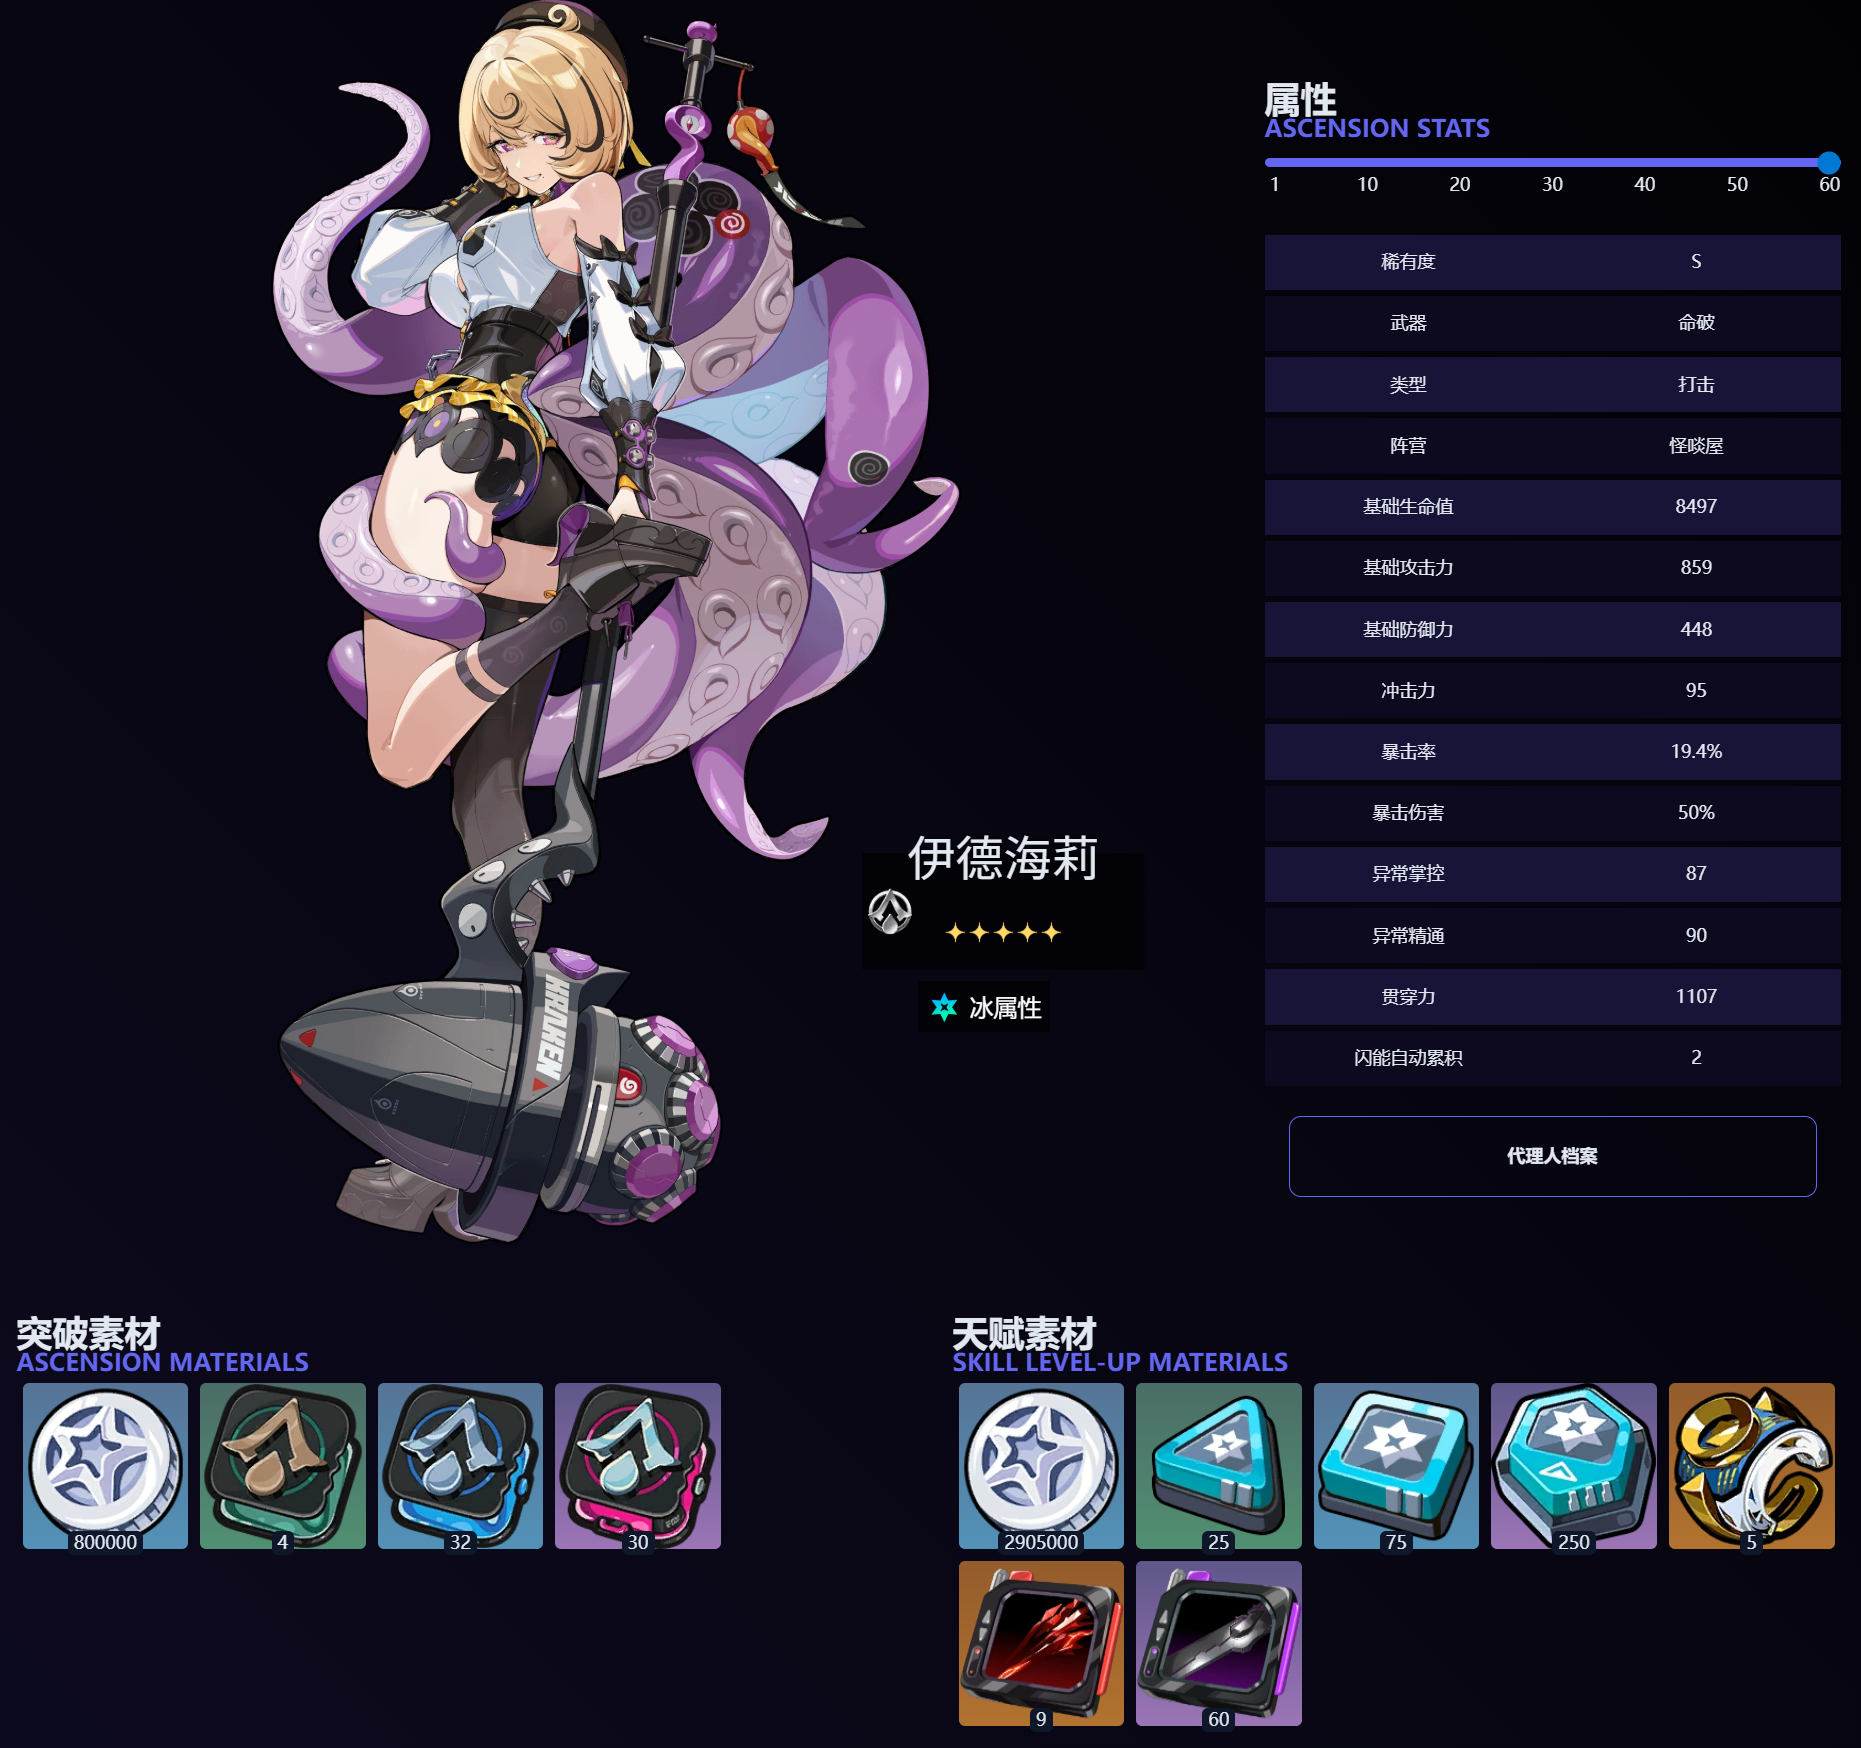 属性
ASCENSION STATS
1 10 20 30 40 50 60
稀有度 S
武器 命破
类型 打击
阵营 怪啖屋
基础生命值 8497
基础攻击力 859
基础防御力 448
冲击力 95
暴击率 19.4%
暴击伤害 50%
异常掌控 87
异常精通 90
贯穿力 1107
闪能自动累积 2
代理人档案
伊德海莉
冰属性
KRAKEN
突破素材
ASCENSION MATERIALS
800000 4 32 30
天赋素材
SKILL LEVEL-UP MATERIALS
2905000 25 75 250 5
9 60